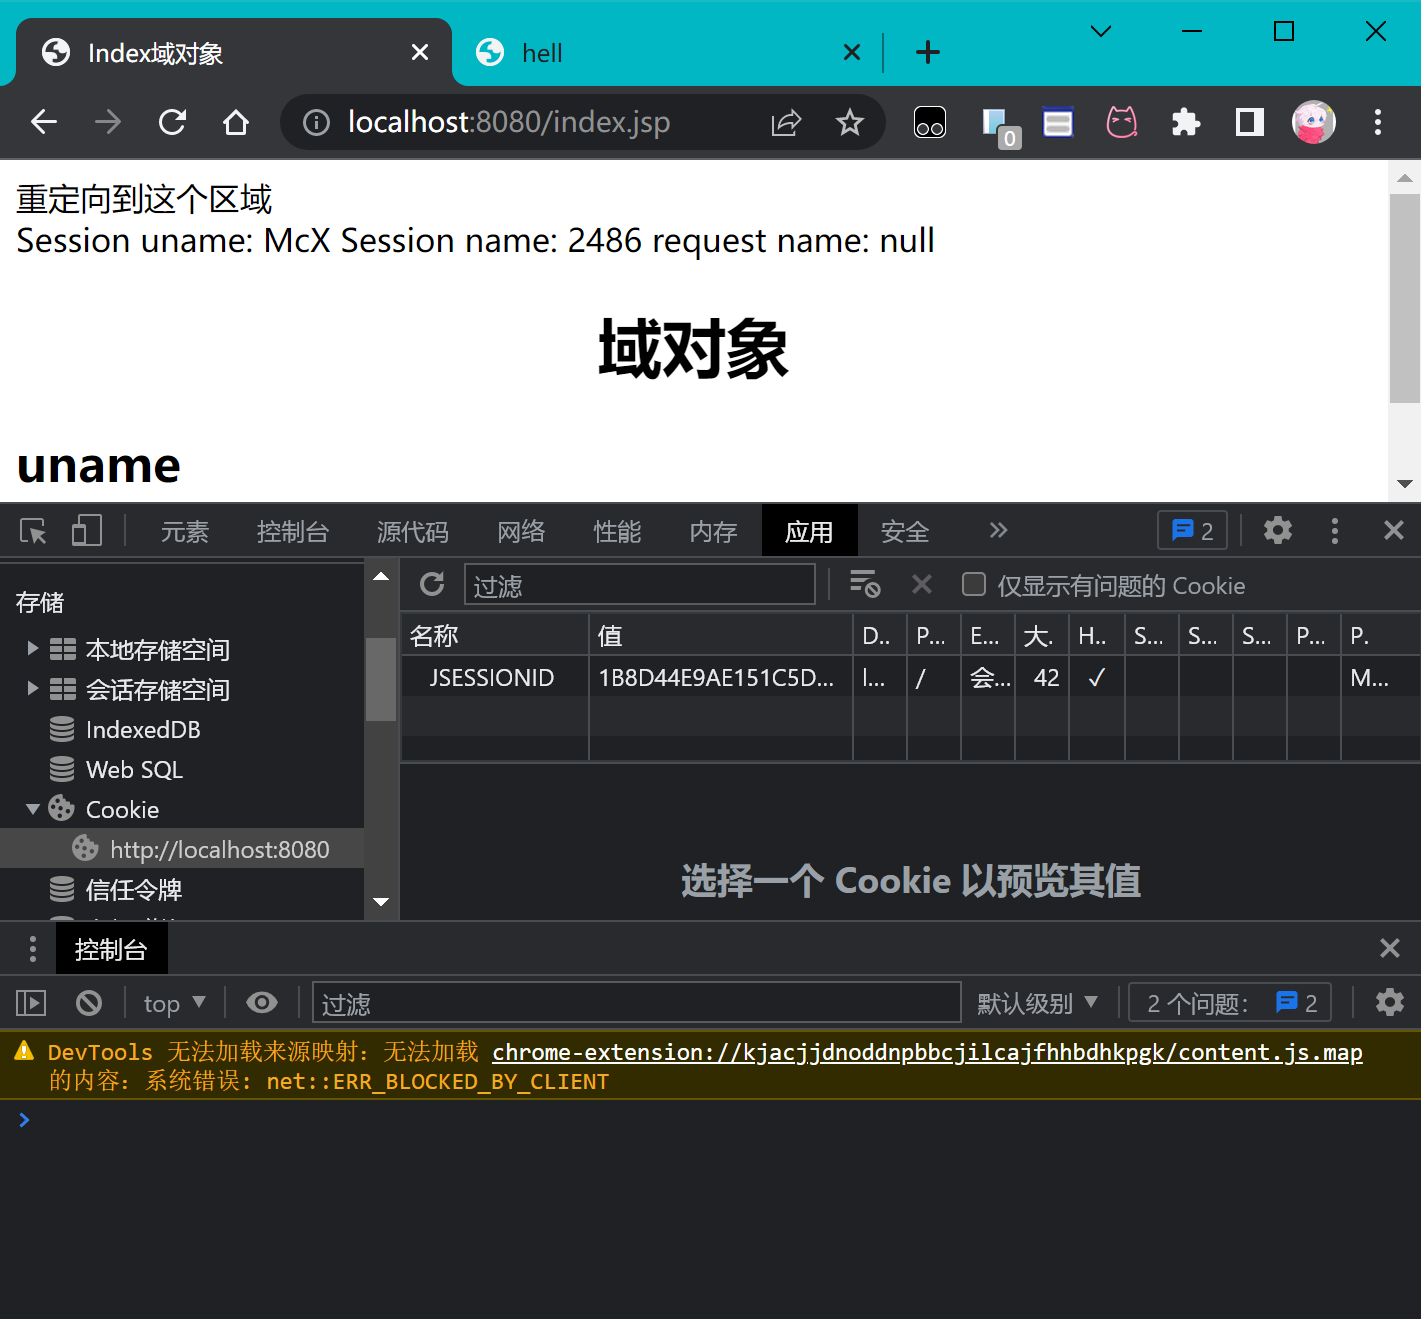 Index域对象
hell
localhost:8080/index.jsp
0
重定向到这个区域
Session uname: McX Session name: 2486 request name: null
域对象
uname
元素 控制台 源代码 网络 性能 内存 应用 安全 » 2
存储
过滤 仅显示有问题的 Cookie
名称 值 D.. P... E... 大. H.. S... S... S... P... P.
本地存储空间
JSESSIONID 1B8D44E9AE151C5D... l... / 会... 42 ✓ M...
会话存储空间
IndexedDB
Web SQL
Cookie
http://localhost:8080
信任令牌
选择一个 Cookie 以预览其值
控制台
top 过滤 默认级别 2 个问题: 2
DevTools 无法加载来源映射: 无法加载 chrome-extension://kjacjjdnoddnpbbcjilcajfhhbdhkpgk/content.js.map
的内容: 系统错误: net::ERR_BLOCKED_BY_CLIENT